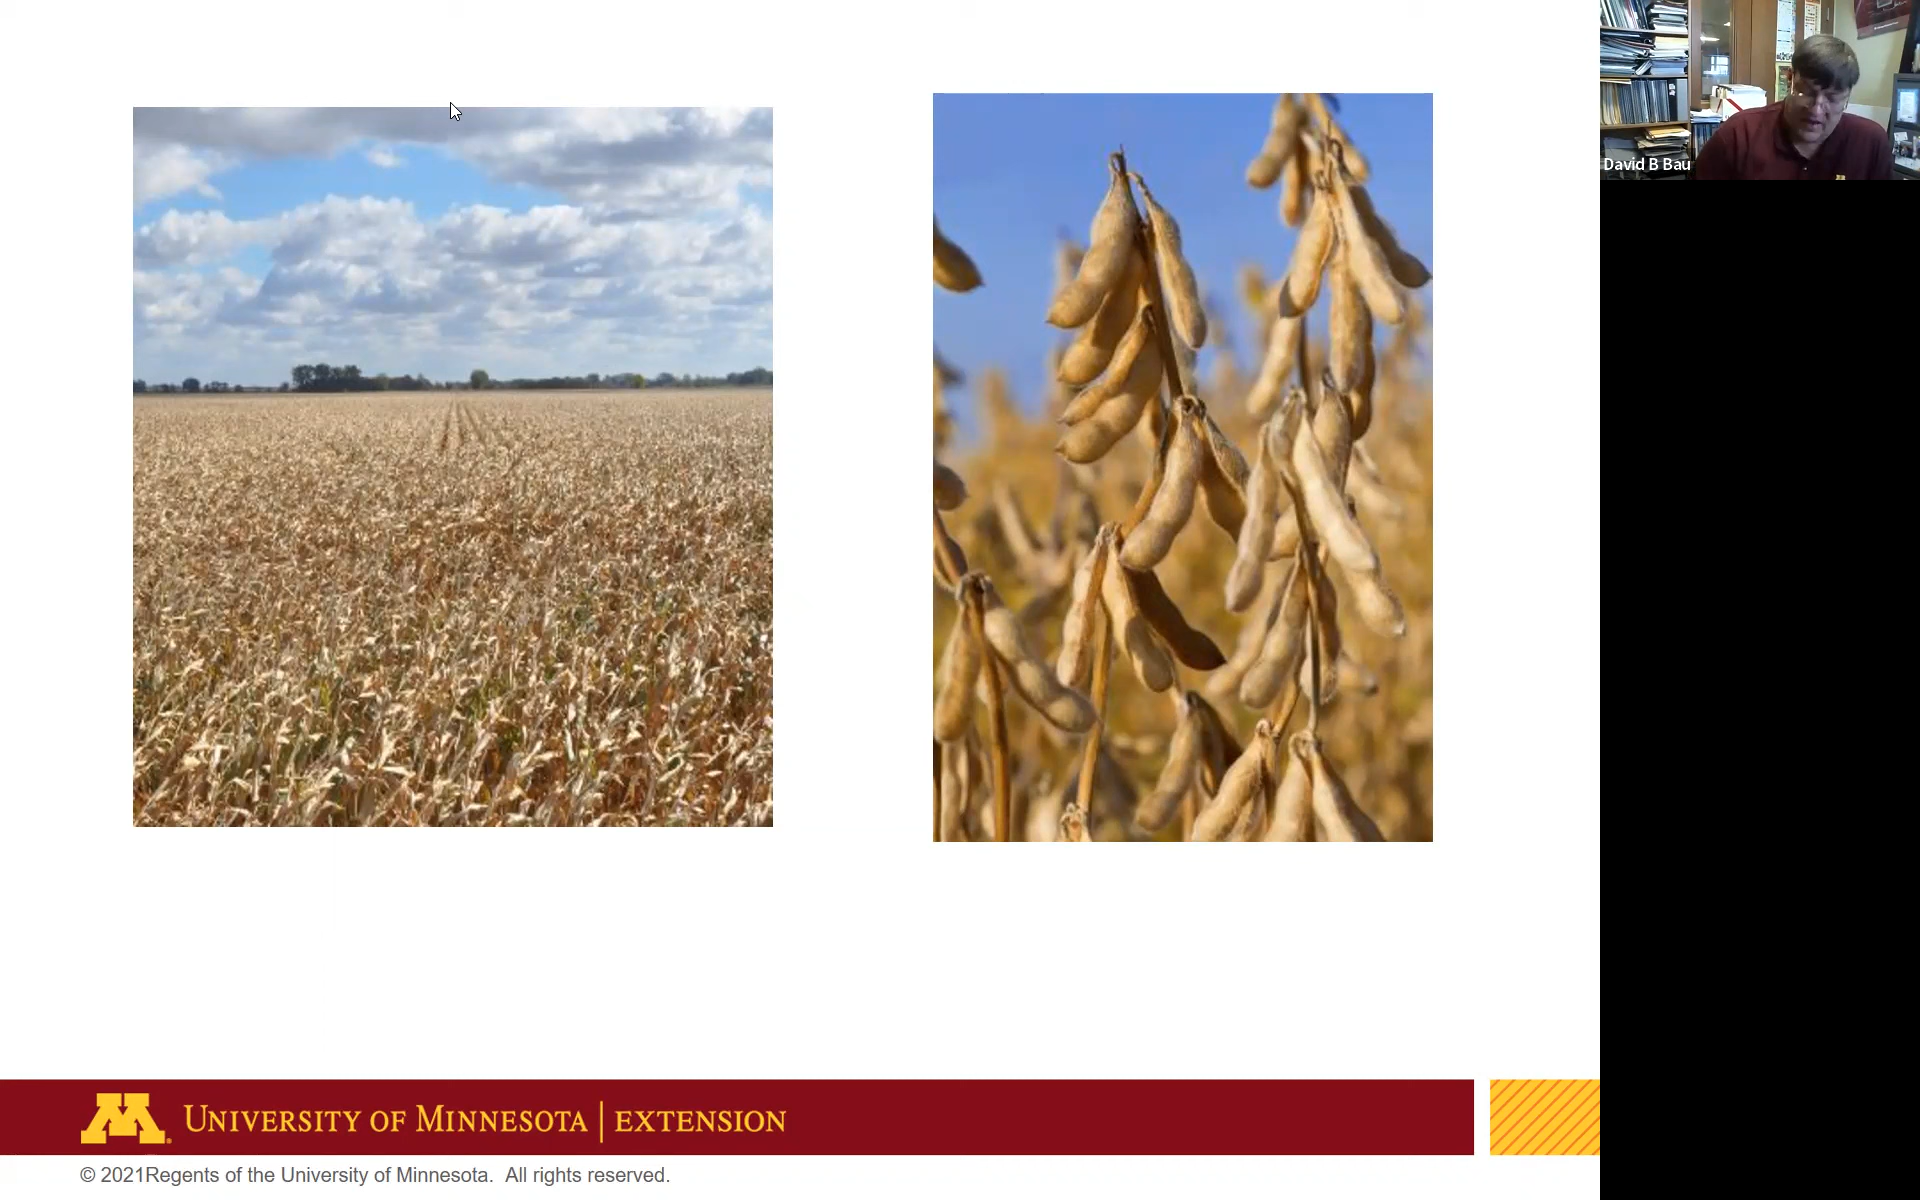 David B Bau
UNIVERSITY OF MINNESOTA | EXTENSION
© 2021Regents of the University of Minnesota.  All rights reserved.